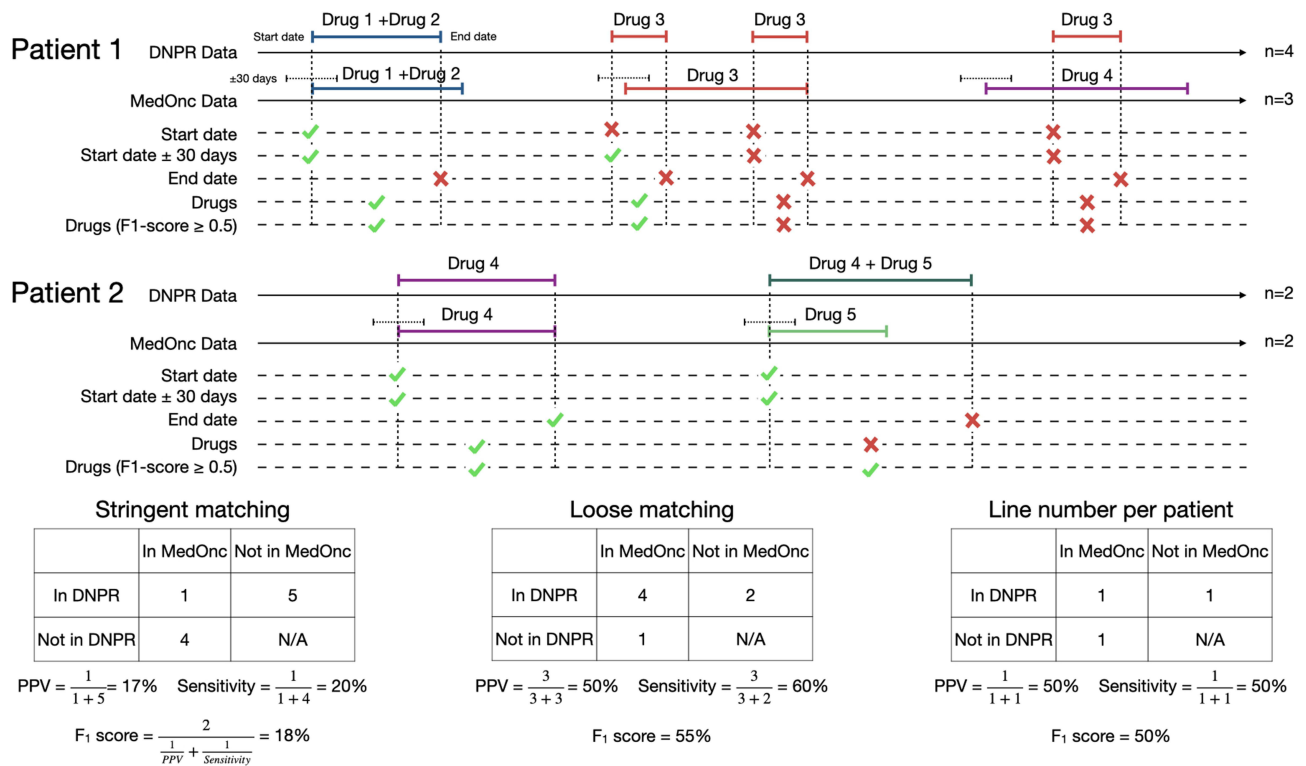 Drug 1 +Drug 2 Drug 3 Drug 3 Drug 3
Patient 1 Start date End date
DNPR Data n=4
±30 days Drug 1 +Drug 2 Drug 3 Drug 4
MedOnc Data n=3
Start date
Start date ± 30 days
End date
Drugs
Drugs (F1-score ≥ 0.5)
Drug 4 Drug 4 + Drug 5
Patient 2
DNPR Data n=2
Drug 4 Drug 5
MedOnc Data n=2
Start date
Start date ± 30 days
End date
Drugs
Drugs (F1-score ≥ 0.5)
Stringent matching
In MedOnc Not in MedOnc
In DNPR 1 5
Not in DNPR 4 N/A
PPV = 1 / (1 + 5) = 17% Sensitivity = 1 / (1 + 4) = 20%
F₁ score = 2 / (1/PPV + 1/Sensitivity) = 18%
Loose matching
In MedOnc Not in MedOnc
In DNPR 4 2
Not in DNPR 1 N/A
PPV = 3 / (3 + 3) = 50% Sensitivity = 3 / (3 + 2) = 60%
F₁ score = 55%
Line number per patient
In MedOnc Not in MedOnc
In DNPR 1 1
Not in DNPR 1 N/A
PPV = 1 / (1 + 1) = 50% Sensitivity = 1 / (1 + 1) = 50%
F₁ score = 50%